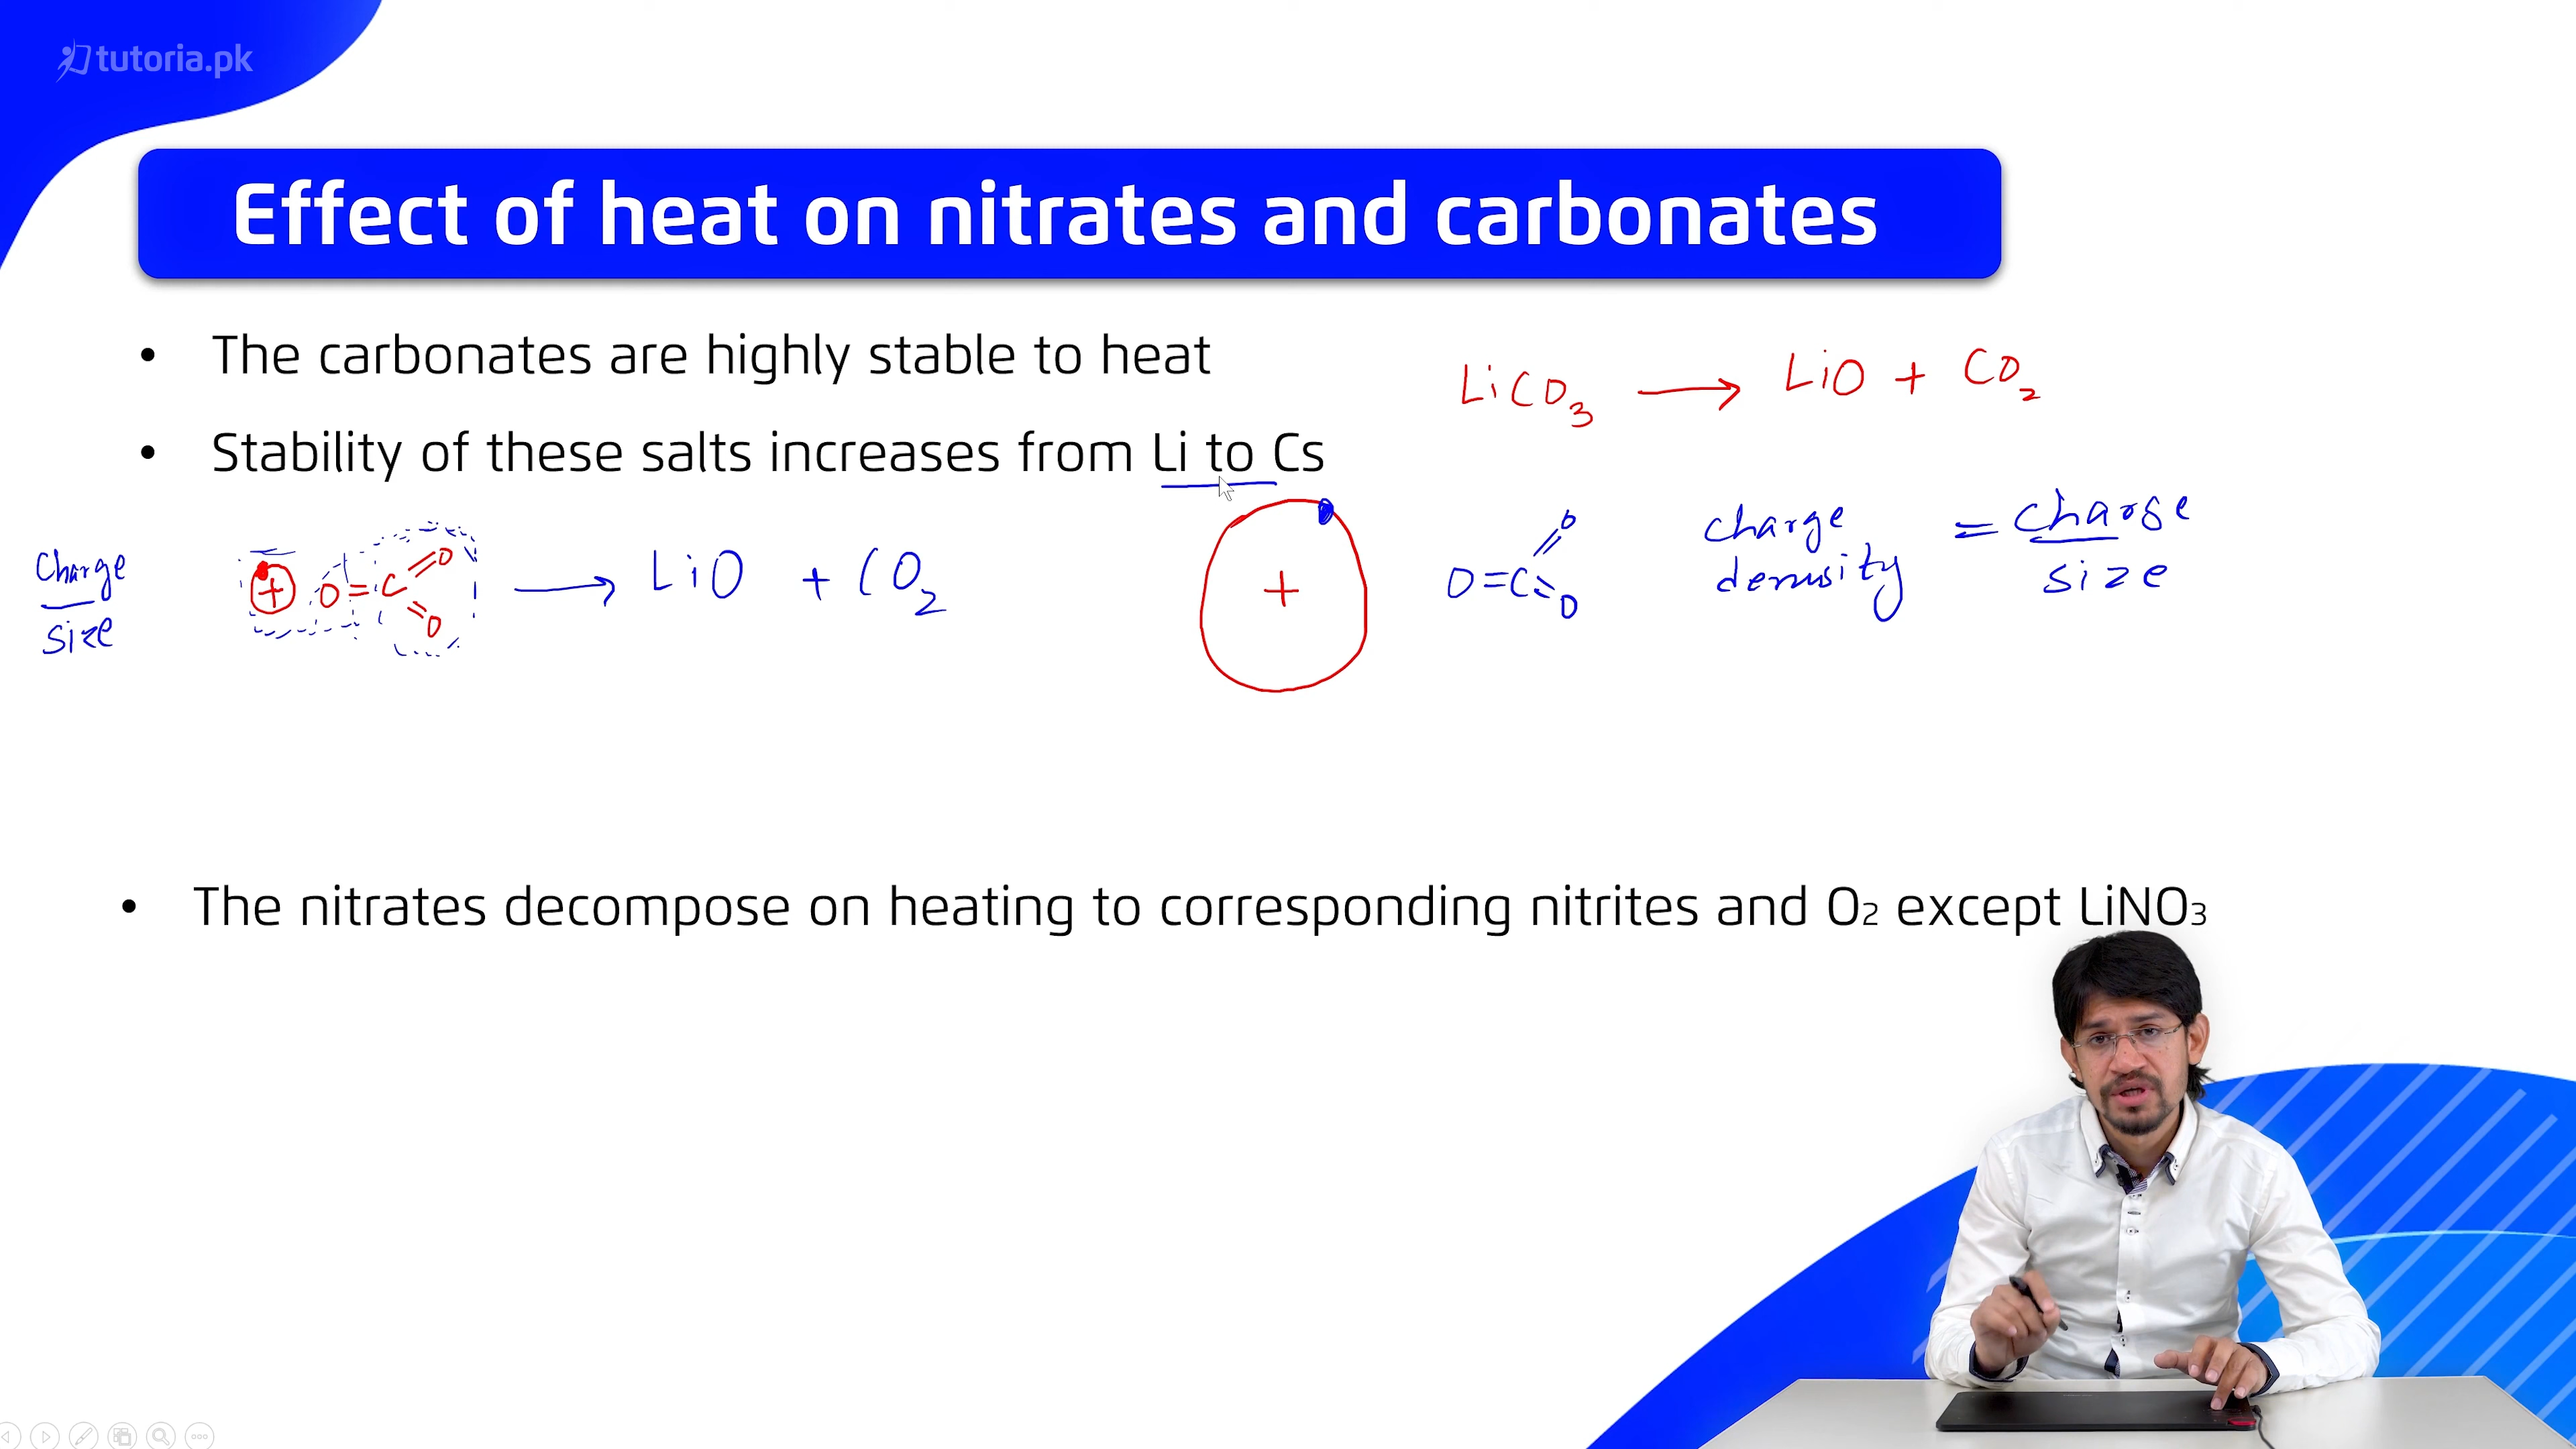 tutoria.pk
Effect of heat on nitrates and carbonates
• The carbonates are highly stable to heat
LiCO₃ → LiO + CO₂
• Stability of these salts increases from Li to Cs
Charge
size
+ O=C=O =O → LiO + CO₂
+
O=C=O =O
charge density = charge
size
• The nitrates decompose on heating to corresponding nitrites and O₂ except LiNO₃